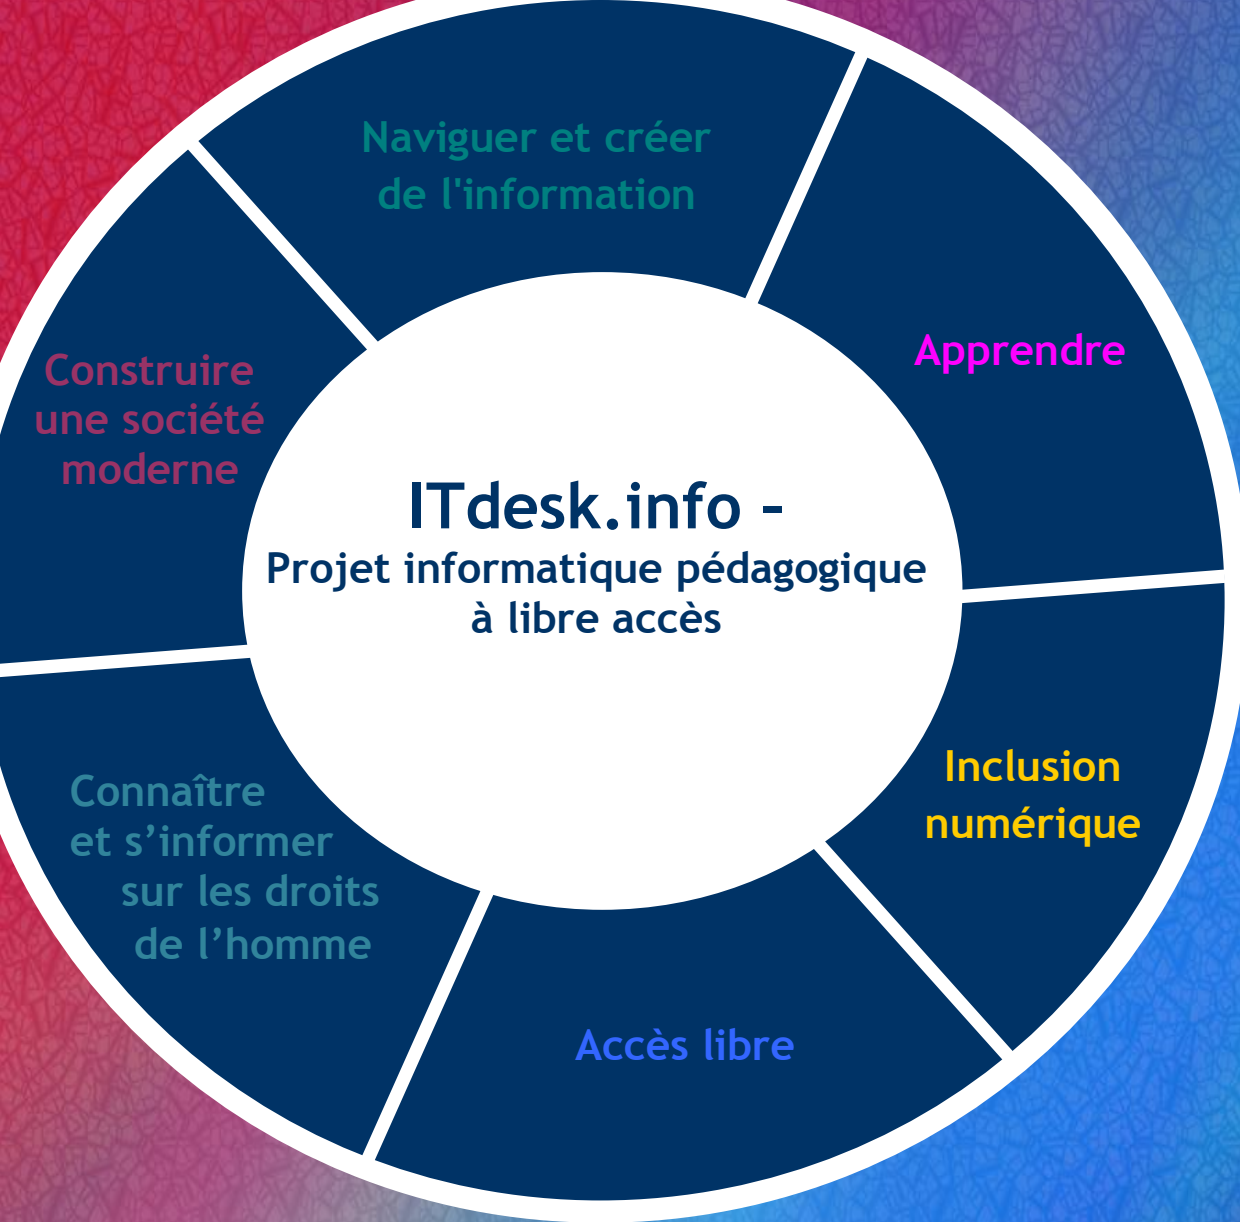 Naviguer et créer
de l'information
Apprendre
Construire
une société
moderne
ITdesk.info –
Projet informatique pédagogique
à libre accès
Inclusion
numérique
Connaître
et s’informer
sur les droits
de l’homme
Accès libre